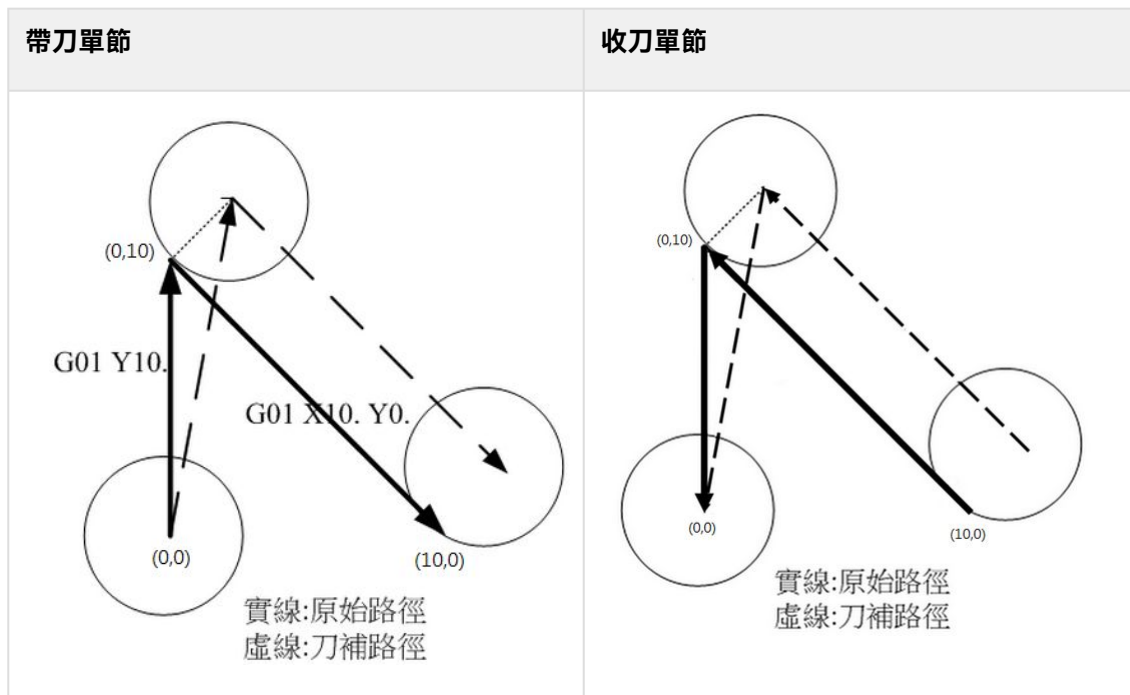 帶刀單節
收刀單節
(0,10)
G01 Y10.
G01 X10. Y0.
(0,0)
(10,0)
實線:原始路徑
虛線:刀補路徑
(0,10)
(0,0)
(10,0)
實線:原始路徑
虛線:刀補路徑